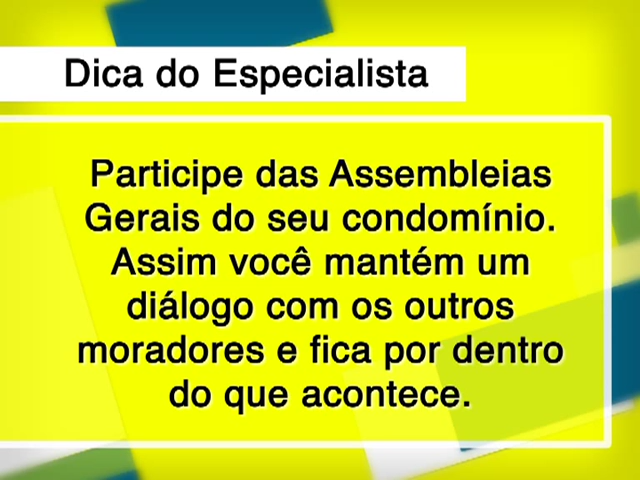 Dica do Especialista
Participe das Assembleias
Gerais do seu condomínio.
Assim você mantém um
diálogo com os outros
moradores e fica por dentro
do que acontece.